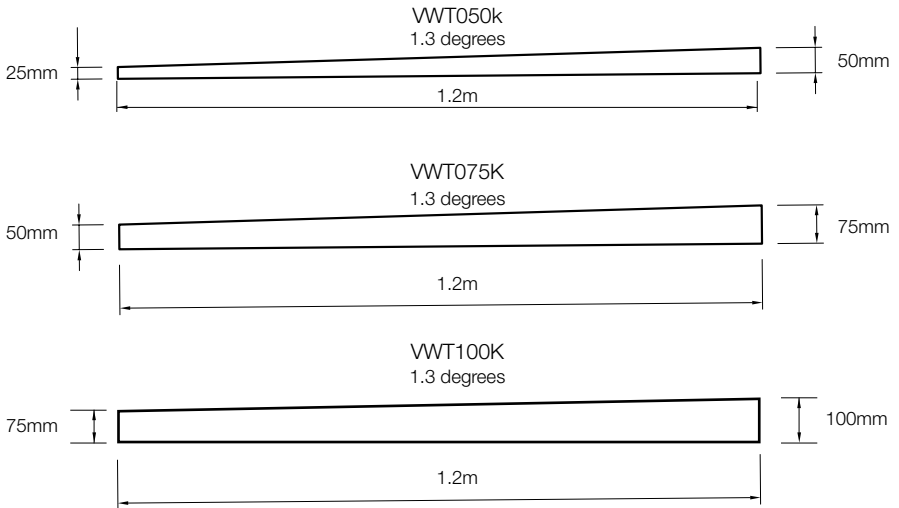 VWT050k
1.3 degrees
25mm
50mm
1.2m
VWT075K
1.3 degrees
50mm
75mm
1.2m
VWT100K
1.3 degrees
75mm
100mm
1.2m